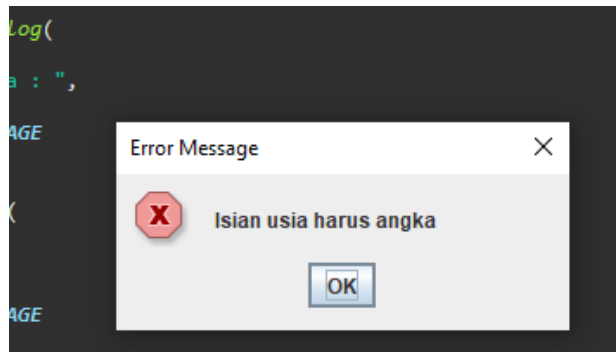 Log(
a : ",
AGE
Error Message
(
Isian usia harus angka
OK
AGE